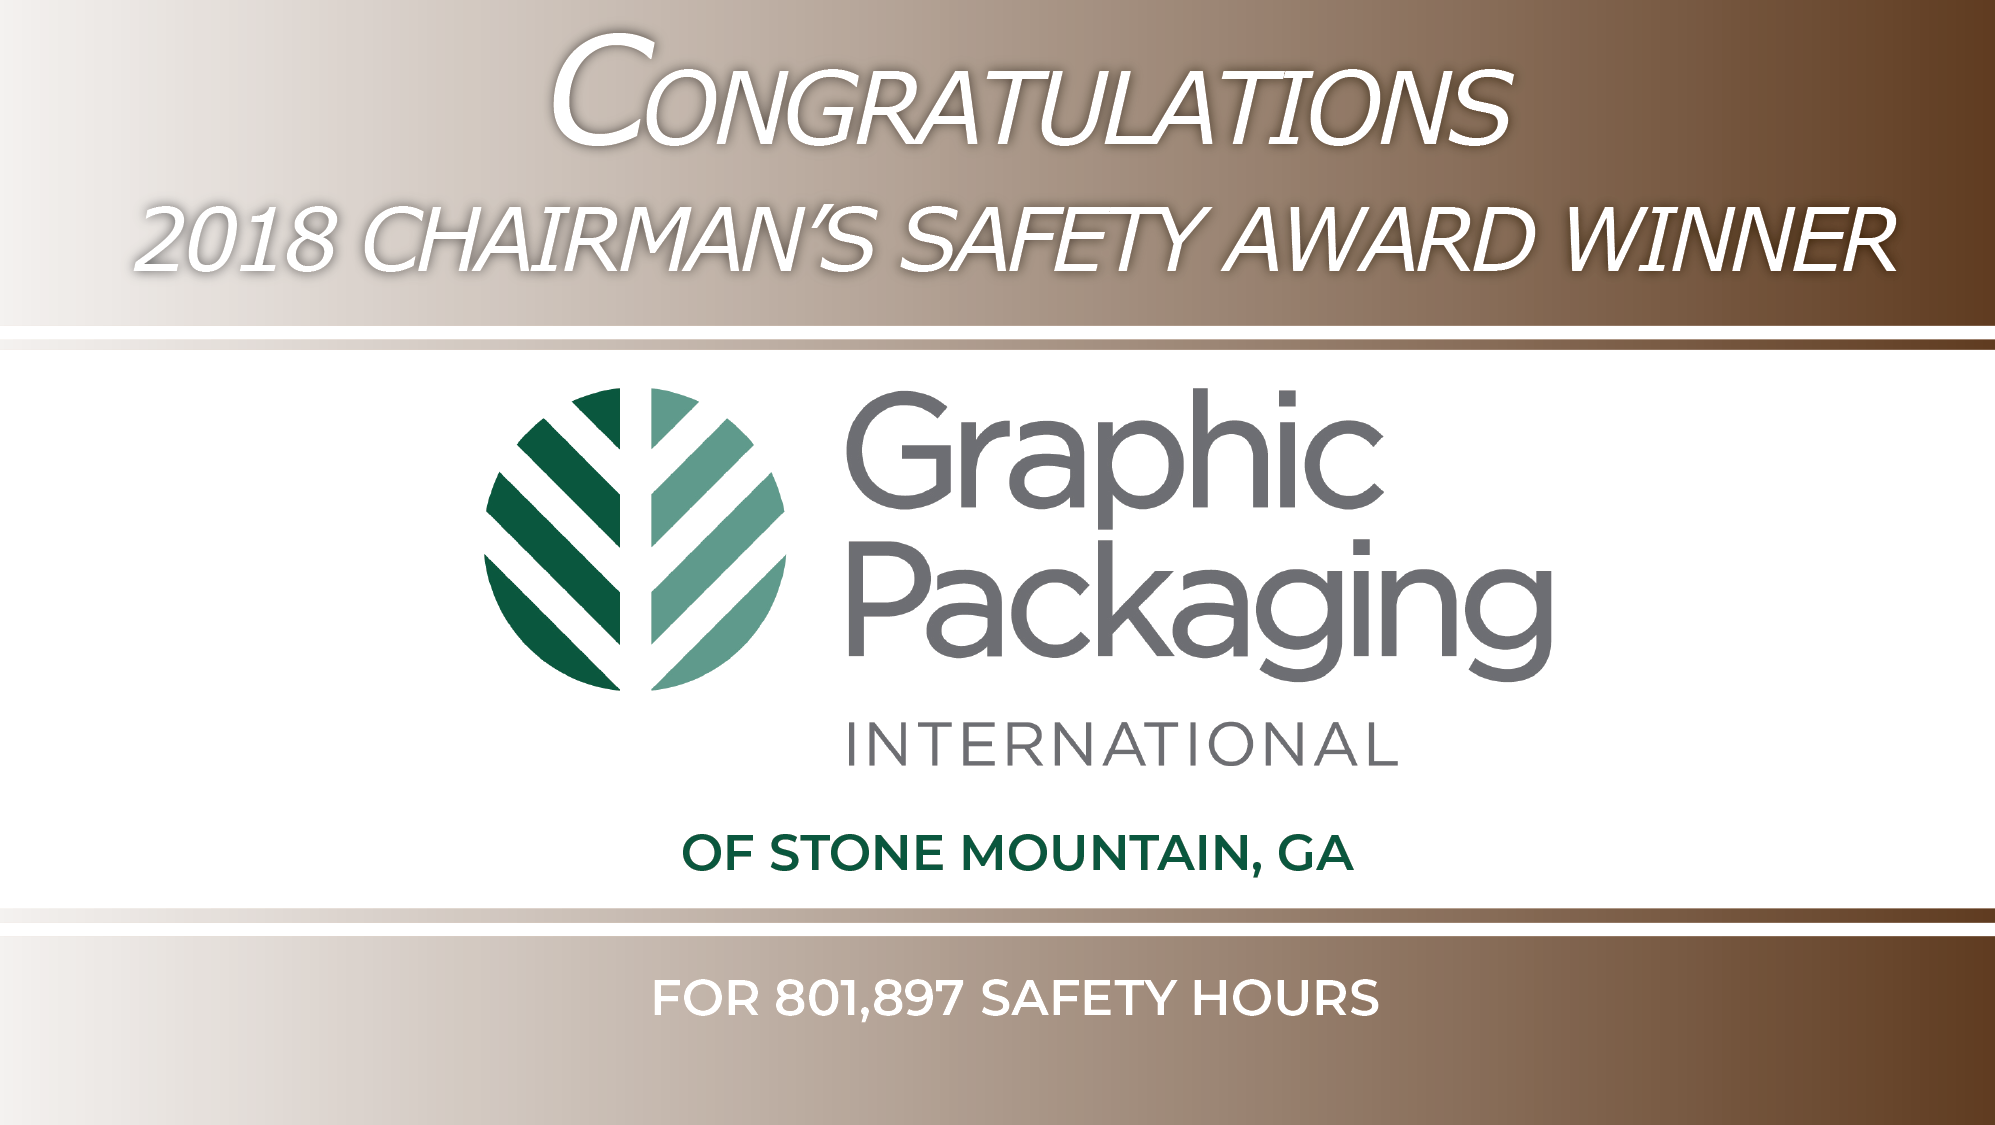 CONGRATULATIONS
2018 CHAIRMAN’S SAFETY AWARD WINNER
Graphic
Packaging
INTERNATIONAL
OF STONE MOUNTAIN, GA
FOR 801,897 SAFETY HOURS